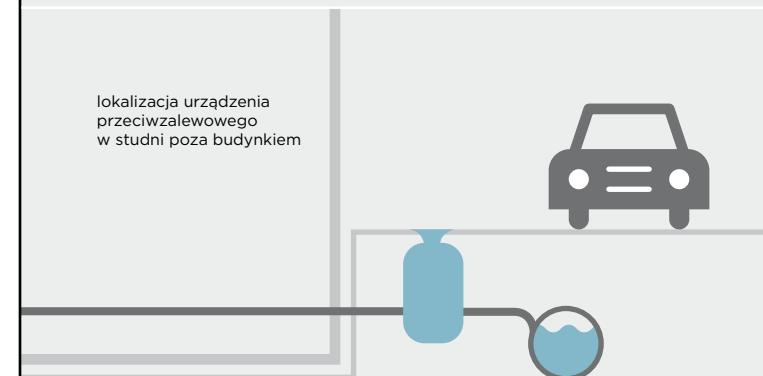 lokalizacja urządzenia
przeciwzalewowego
w studni poza budynkiem